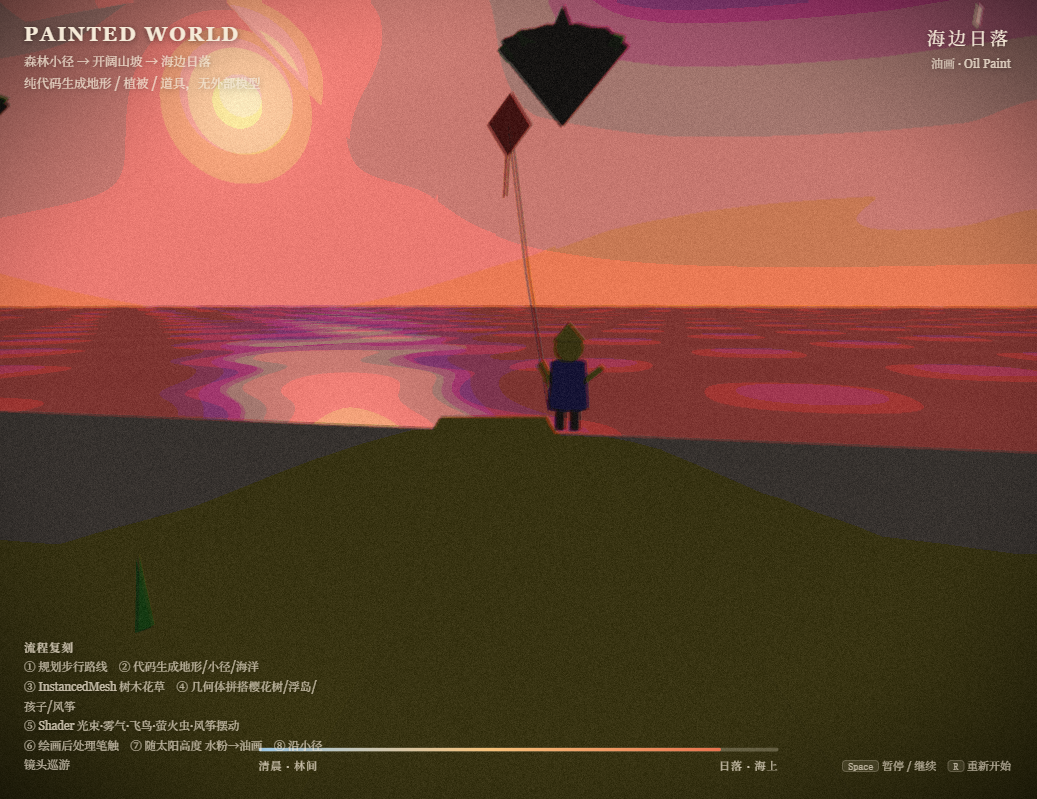 PAINTED WORLD
森林小径 → 开阔山坡 → 海边日落
纯代码生成地形 / 植被 / 道具，无外部模型
海边日落
油画 · Oil Paint
流程复刻
① 规划步行路线 ② 代码生成地形/小径/海洋
③ InstancedMesh 树木花草 ④ 几何体拼搭樱花树/浮岛/
孩子/风筝
⑤ Shader 光束·雾气·飞鸟·萤火虫·风筝摆动
⑥ 绘画后处理笔触 ⑦ 随太阳高度 水粉→油画 ⑧ 沿小径
镜头巡游
清晨 · 林间
日落 · 海上
Space 暂停 / 继续 R 重新开始